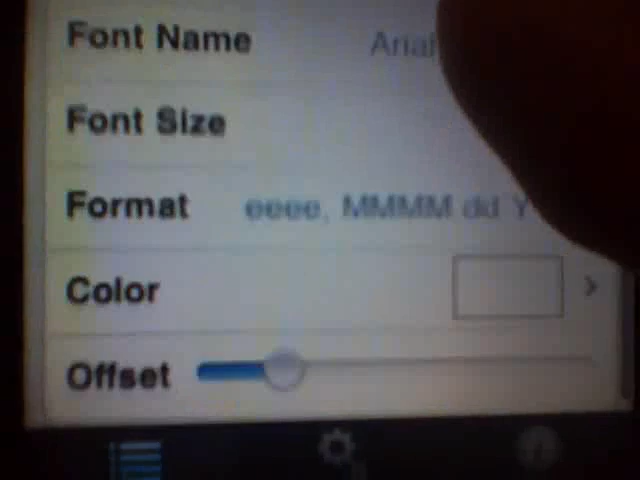 Font Name Arial
Font Size
Format eeee, MMMM dd Y
Color
Offset